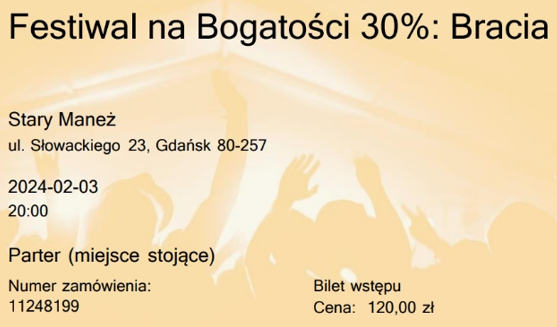 Festiwal na Bogatości 30%: Bracia
Stary Maneż
ul. Słowackiego 23, Gdańsk 80-257
2024-02-03
20:00
Parter (miejsce stojące)
Numer zamówienia:
11248199
Bilet wstępu
Cena: 120,00 zł